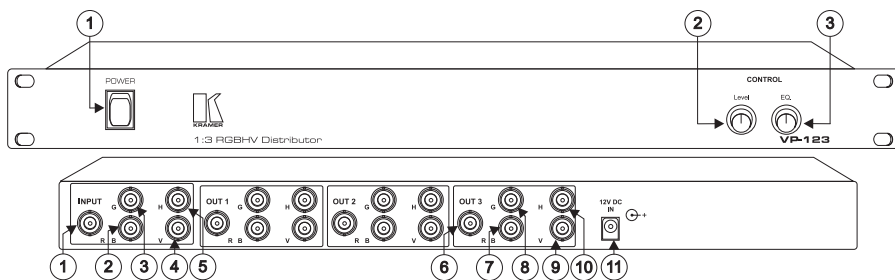 1
2
3
POWER
CONTROL
Level
EQ.
K
KRAMER
1:3 RGBHV Distributor
VP-123
INPUT
G
H
R
B
V
OUT 1
G
H
R
B
V
OUT 2
G
H
R
B
V
OUT 3
G
H
R
B
V
12V DC
IN
+
1
2
3
4
5
6
7
8
9
10
11